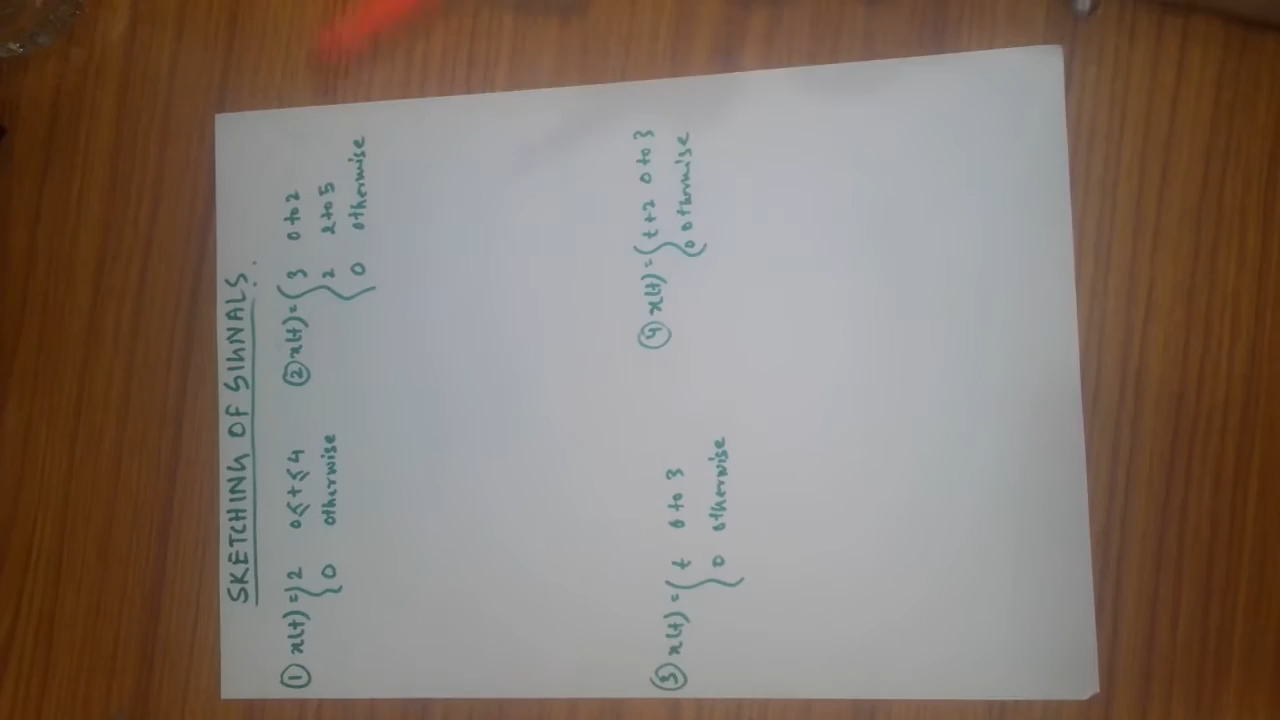 SKETCHING OF SIGNALS.
① x(t) = { 2 0≤t≤4
0 otherwise
② x(t) = { 3 0 to 2
2 2 to 5
0 otherwise
③ x(t) = { t 0 to 3
0 otherwise
④ x(t) = { t+2 0 to 3
0 otherwise